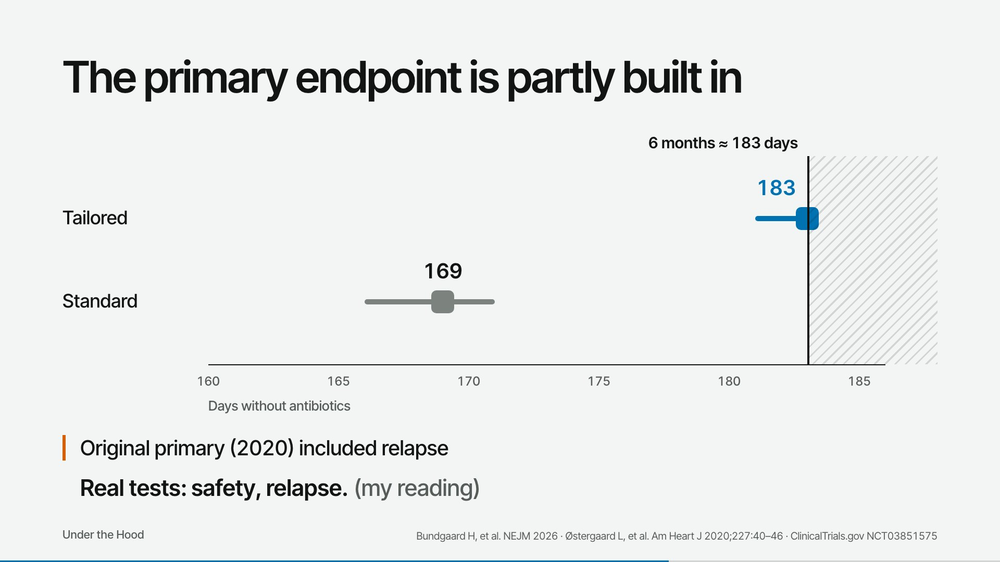 The primary endpoint is partly built in
6 months ≈ 183 days
183
Tailored
169
Standard
160 165 170 175 180 185
Days without antibiotics
Original primary (2020) included relapse
Real tests: safety, relapse. (my reading)
Under the Hood
Bundgaard H, et al. NEJM 2026 · Østergaard L, et al. Am Heart J 2020;227:40–46 · ClinicalTrials.gov NCT03851575